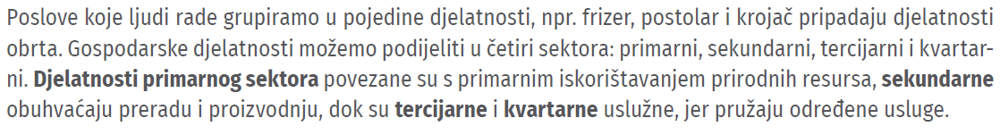 Poslove koje ljudi rade grupiramo u pojedine djelatnosti, npr. frizer, postolar i krojač pripadaju djelatnosti
obrta. Gospodarske djelatnosti možemo podijeliti u četiri sektora: primarni, sekundarni, tercijarni i kvartar-
ni. Djelatnosti primarnog sektora povezane su s primarnim iskorištavanjem prirodnih resursa, sekundarne
obuhvaćaju preradu i proizvodnju, dok su tercijarne i kvartarne uslužne, jer pružaju određene usluge.